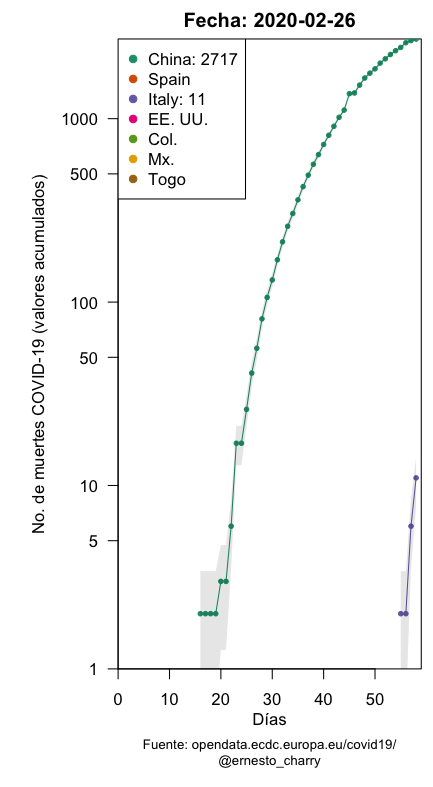 Fecha: 2020-02-26
China: 2717
Spain
Italy: 11
EE. UU.
Col.
Mx.
Togo
No. de muertes COVID-19 (valores acumulados)
1000
500
100
50
10
5
1
0 10 20 30 40 50
Días
Fuente: opendata.ecdc.europa.eu/covid19/
@ernesto_charry